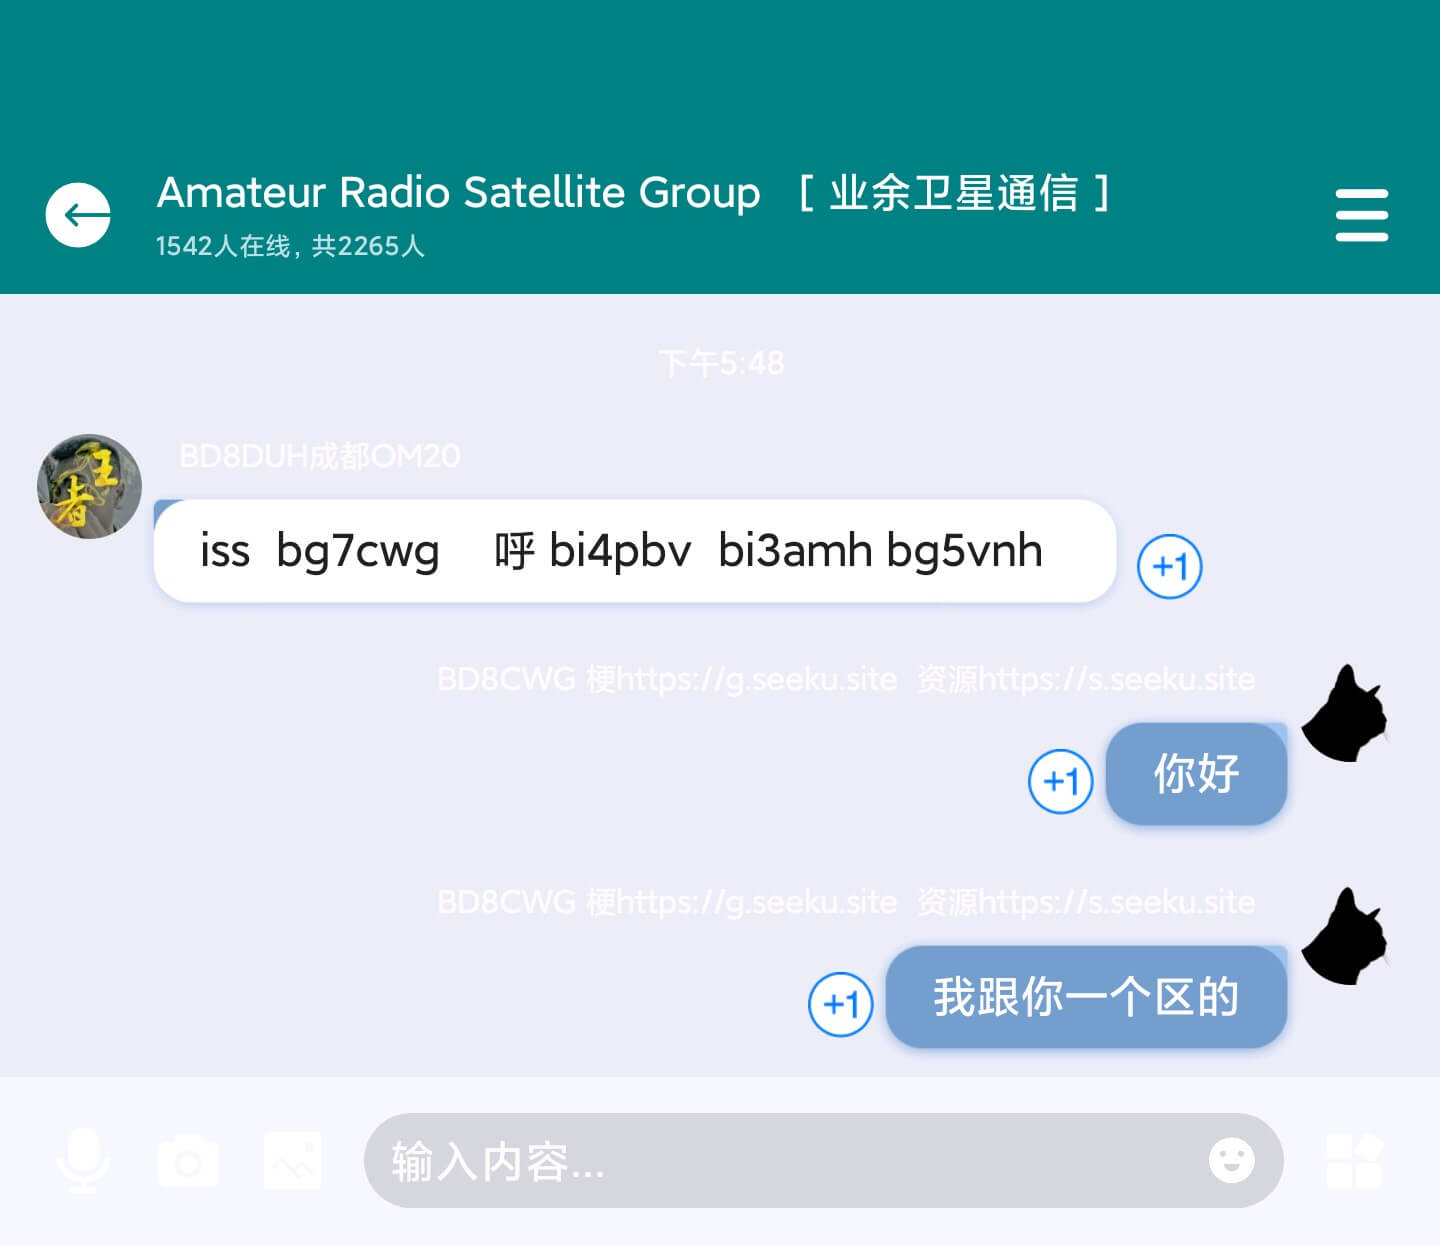 Amateur Radio Satellite Group [ 业余卫星通信 ]
1542人在线, 共2265人
下午5:48
BD8DUH成都OM20
王者
iss bg7cwg 呼 bi4pbv bi3amh bg5vnh
+1
BD8CWG 梗https://g.seeku.site 资源https://s.seeku.site
+1 你好
BD8CWG 梗https://g.seeku.site 资源https://s.seeku.site
+1 我跟你一个区的
输入内容...